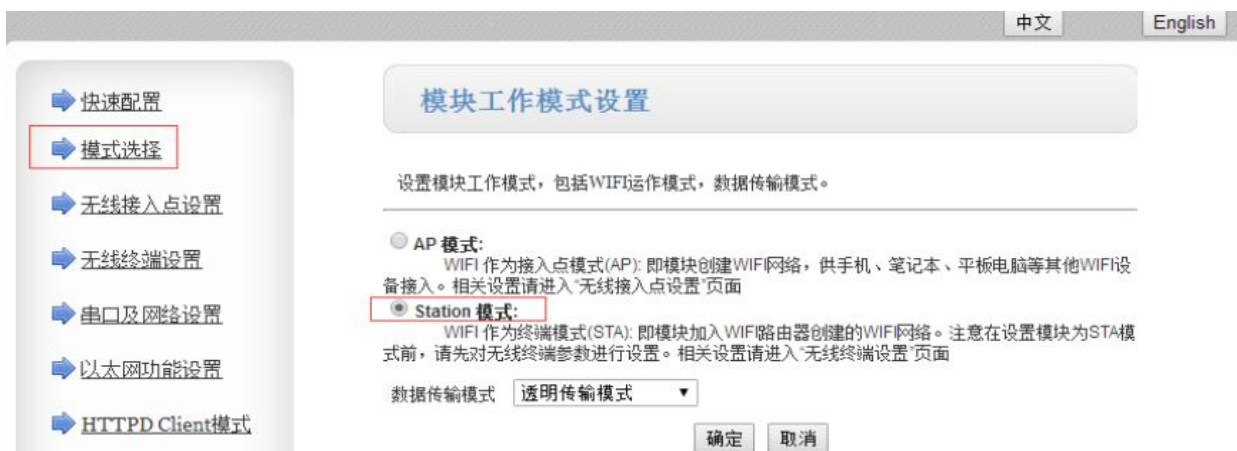 中文
English
快速配置
模式选择
无线接入点设置
无线终端设置
串口及网络设置
以太网功能设置
HTTPD Client模式
模块工作模式设置
设置模块工作模式，包括WIFI运作模式，数据传输模式。
AP 模式:
WIFI 作为接入点模式(AP): 即模块创建WIFI网络，供手机、笔记本、平板电脑等其他WIFI设
备接入。相关设置请进入“无线接入点设置”页面
Station 模式:
WIFI 作为终端模式(STA): 即模块加入WIFI路由器创建的WIFI网络。注意在设置模块为STA模
式前，请先对无线终端参数进行设置。相关设置请进入“无线终端设置”页面
数据传输模式 透明传输模式
确定 取消